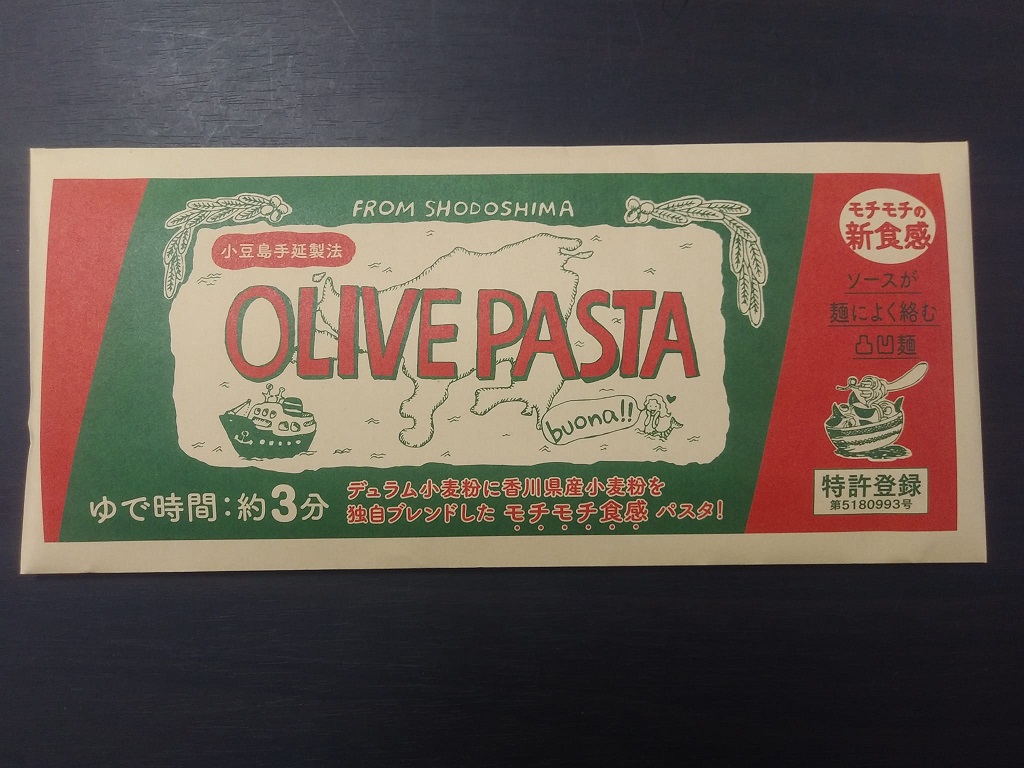 FROM SHODOSHIMA
小豆島手延製法
OLIVE PASTA
buona!!
ゆで時間:約3分
デュラム小麦粉に香川県産小麦粉を
独自ブレンドした モチモチ食感 パスタ!
モチモチの
新食感
ソースが
麺によく絡む
凸凹麺
特許登録
第5180993号